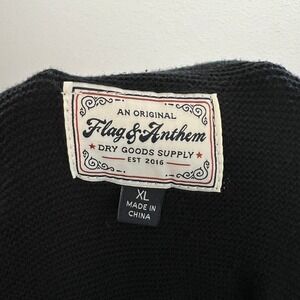 AN ORIGINAL
Flag & Anthem
DRY GOODS SUPPLY
EST 2016
XL
MADE IN
CHINA